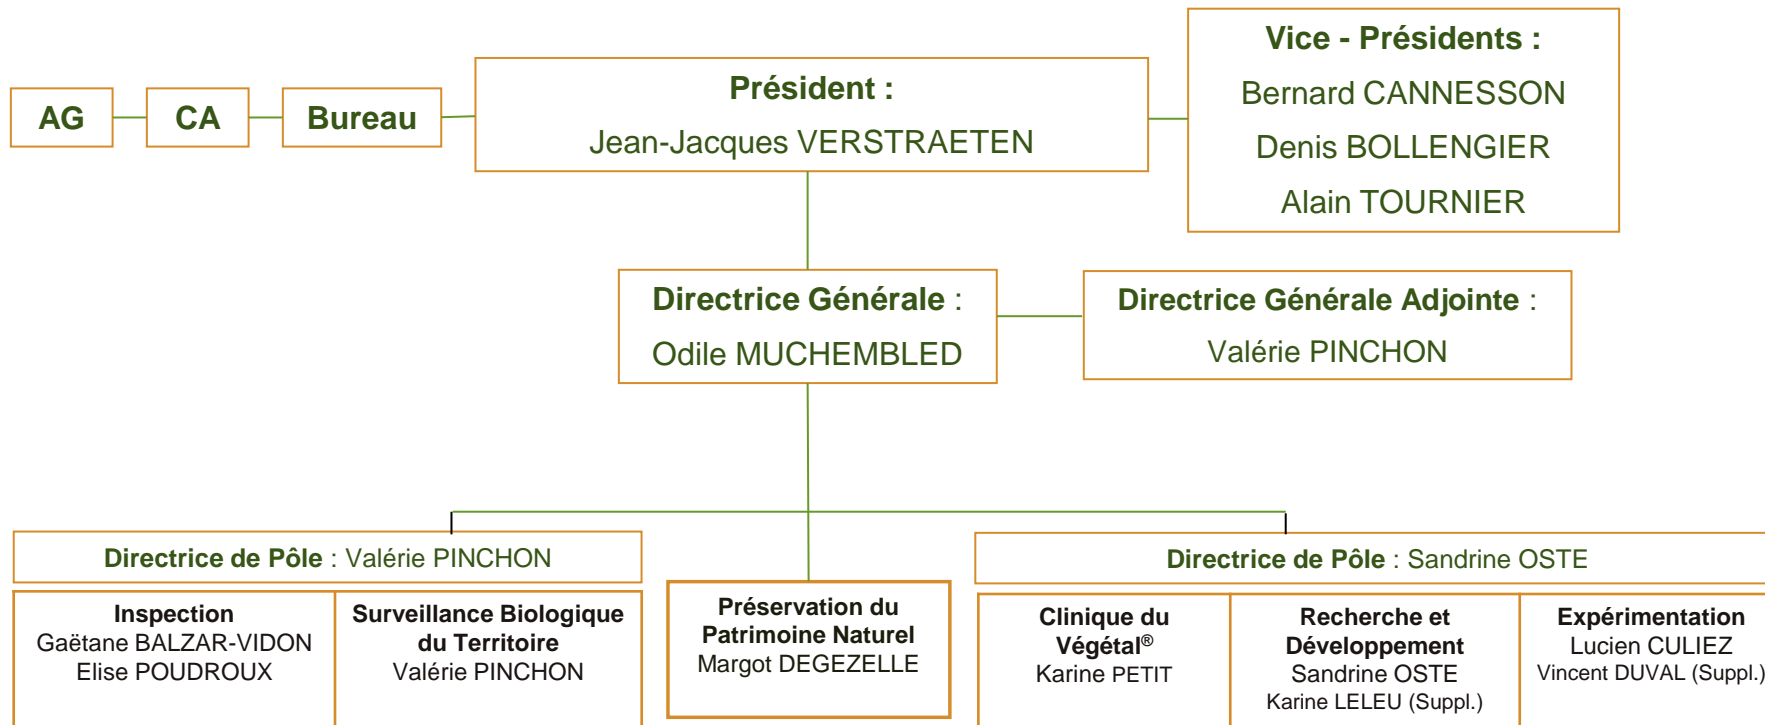 AG
CA
Bureau
Président :
Jean-Jacques VERSTRAETEN
Vice - Présidents :
Bernard CANNESSON
Denis BOLLENGIER
Alain TOURNIER
Directrice Générale :
Odile MUCHEMBLED
Directrice Générale Adjointe :
Valérie PINCHON
Directrice de Pôle : Valérie PINCHON
Inspection
Gaëtane BALZAR-VIDON
Elise POUDROUX
Surveillance Biologique
du Territoire
Valérie PINCHON
Préservation du
Patrimoine Naturel
Margot DEGEZELLE
Directrice de Pôle : Sandrine OSTE
Clinique du
Végétal®
Karine PETIT
Recherche et
Développement
Sandrine OSTE
Karine LELEU (Suppl.)
Expérimentation
Lucien CULIEZ
Vincent DUVAL (Suppl.)